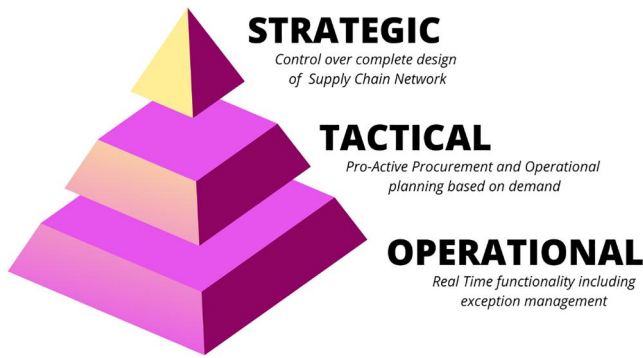 STRATEGIC
Control over complete design
of Supply Chain Network
TACTICAL
Pro-Active Procurement and Operational
planning based on demand
OPERATIONAL
Real Time functionality including
exception management